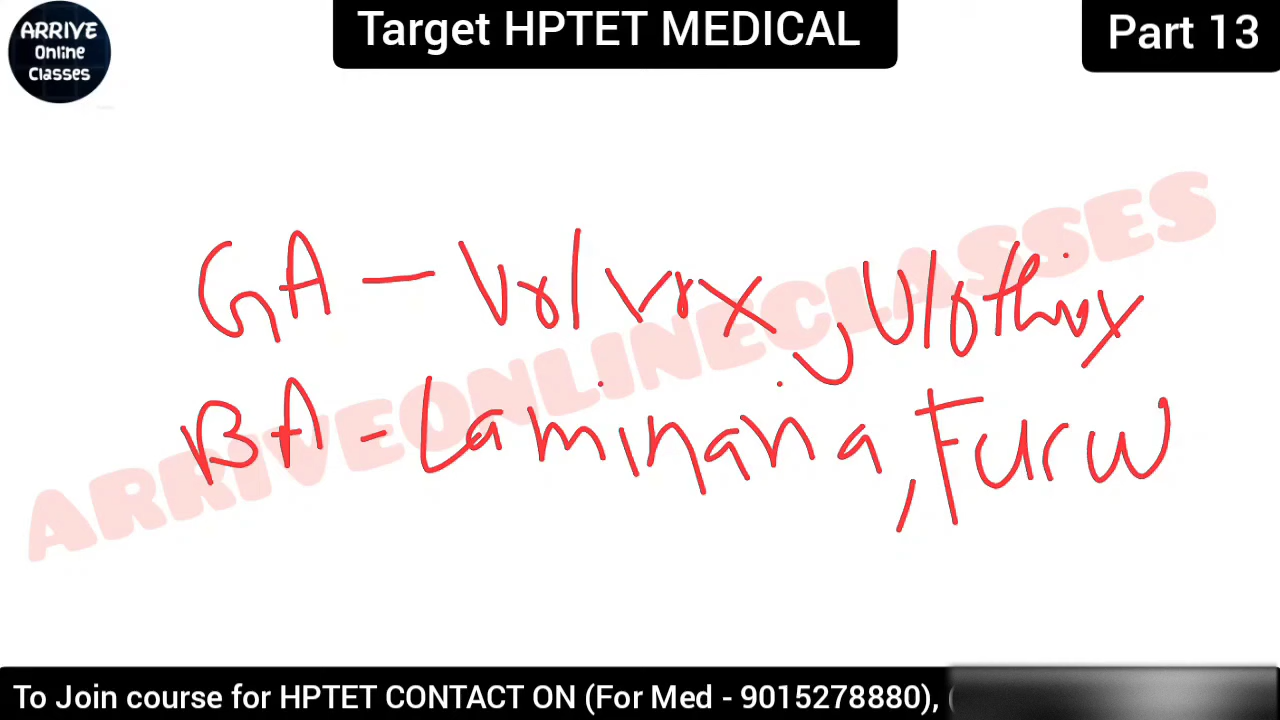 ARRIVE
Online
Classes
Target HPTET MEDICAL
Part 13
GA - Volvox, Ulothrix
BA - Laminaria, Fucu
ARRIVEONLINECLASSES
To Join course for HPTET CONTACT ON (For Med - 9015278880), (